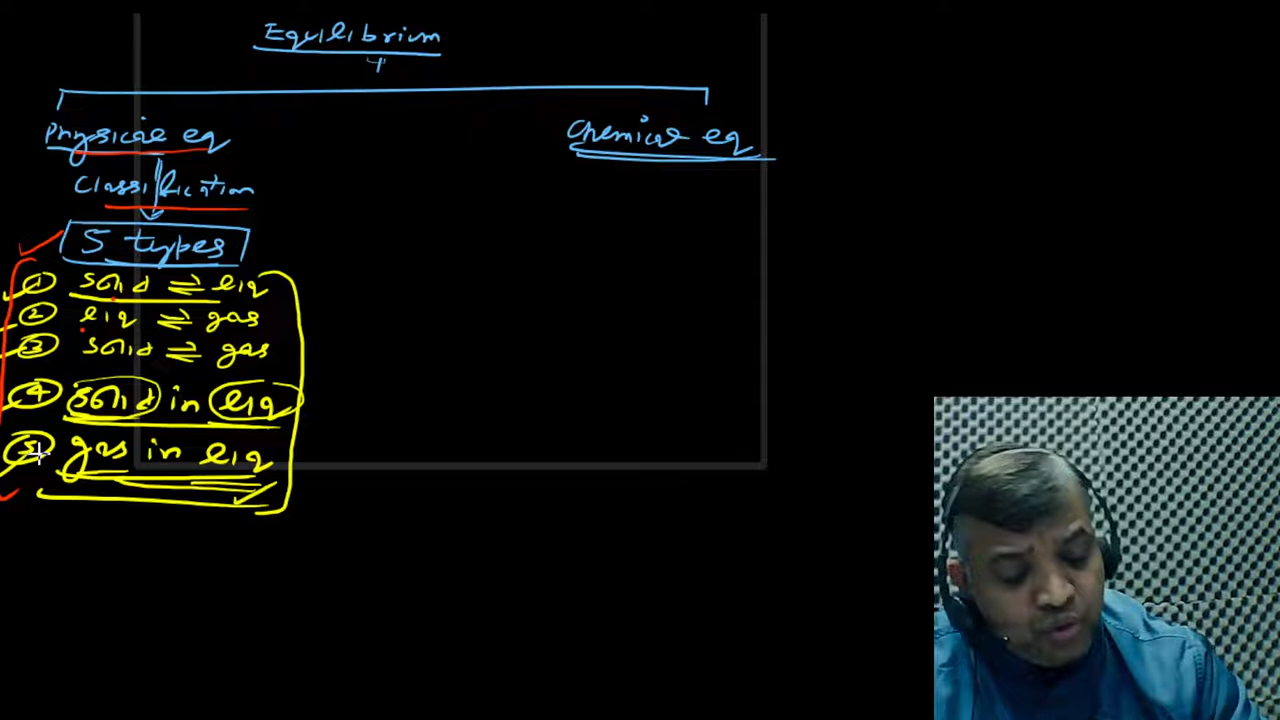 Equilibrium
Physical eq
Chemical eq
Classification
5 types
① solid ⇌ liq
② liq ⇌ gas
③ solid ⇌ gas
④ solid in liq
⑤ gas in liq